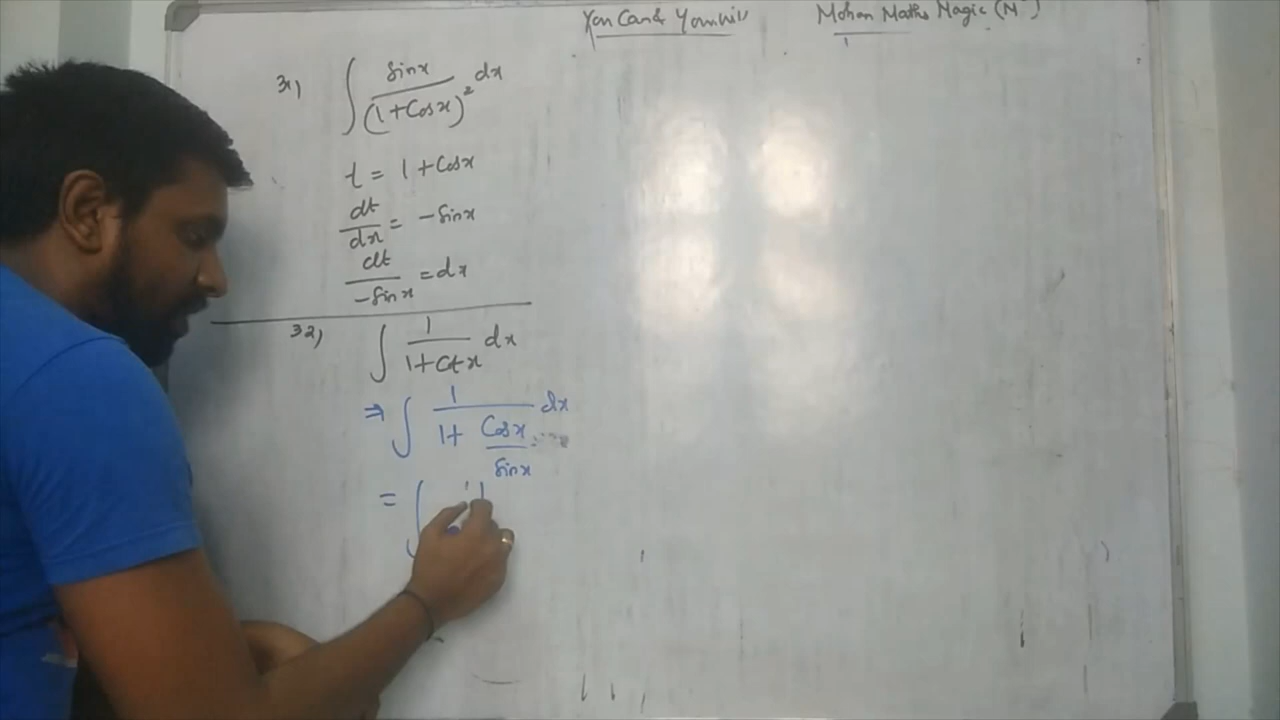 You Can & You will
Mohan Maths Magic (M³)
31) ∫ sinx/(1+Cosx)² dx
t = 1+Cosx
dt/dx = -sinx
dt/-sinx = dx
32) ∫ 1/(1+Cotx) dx
⇒ ∫ 1/(1+ Cosx/sinx) dx
= ∫ 1